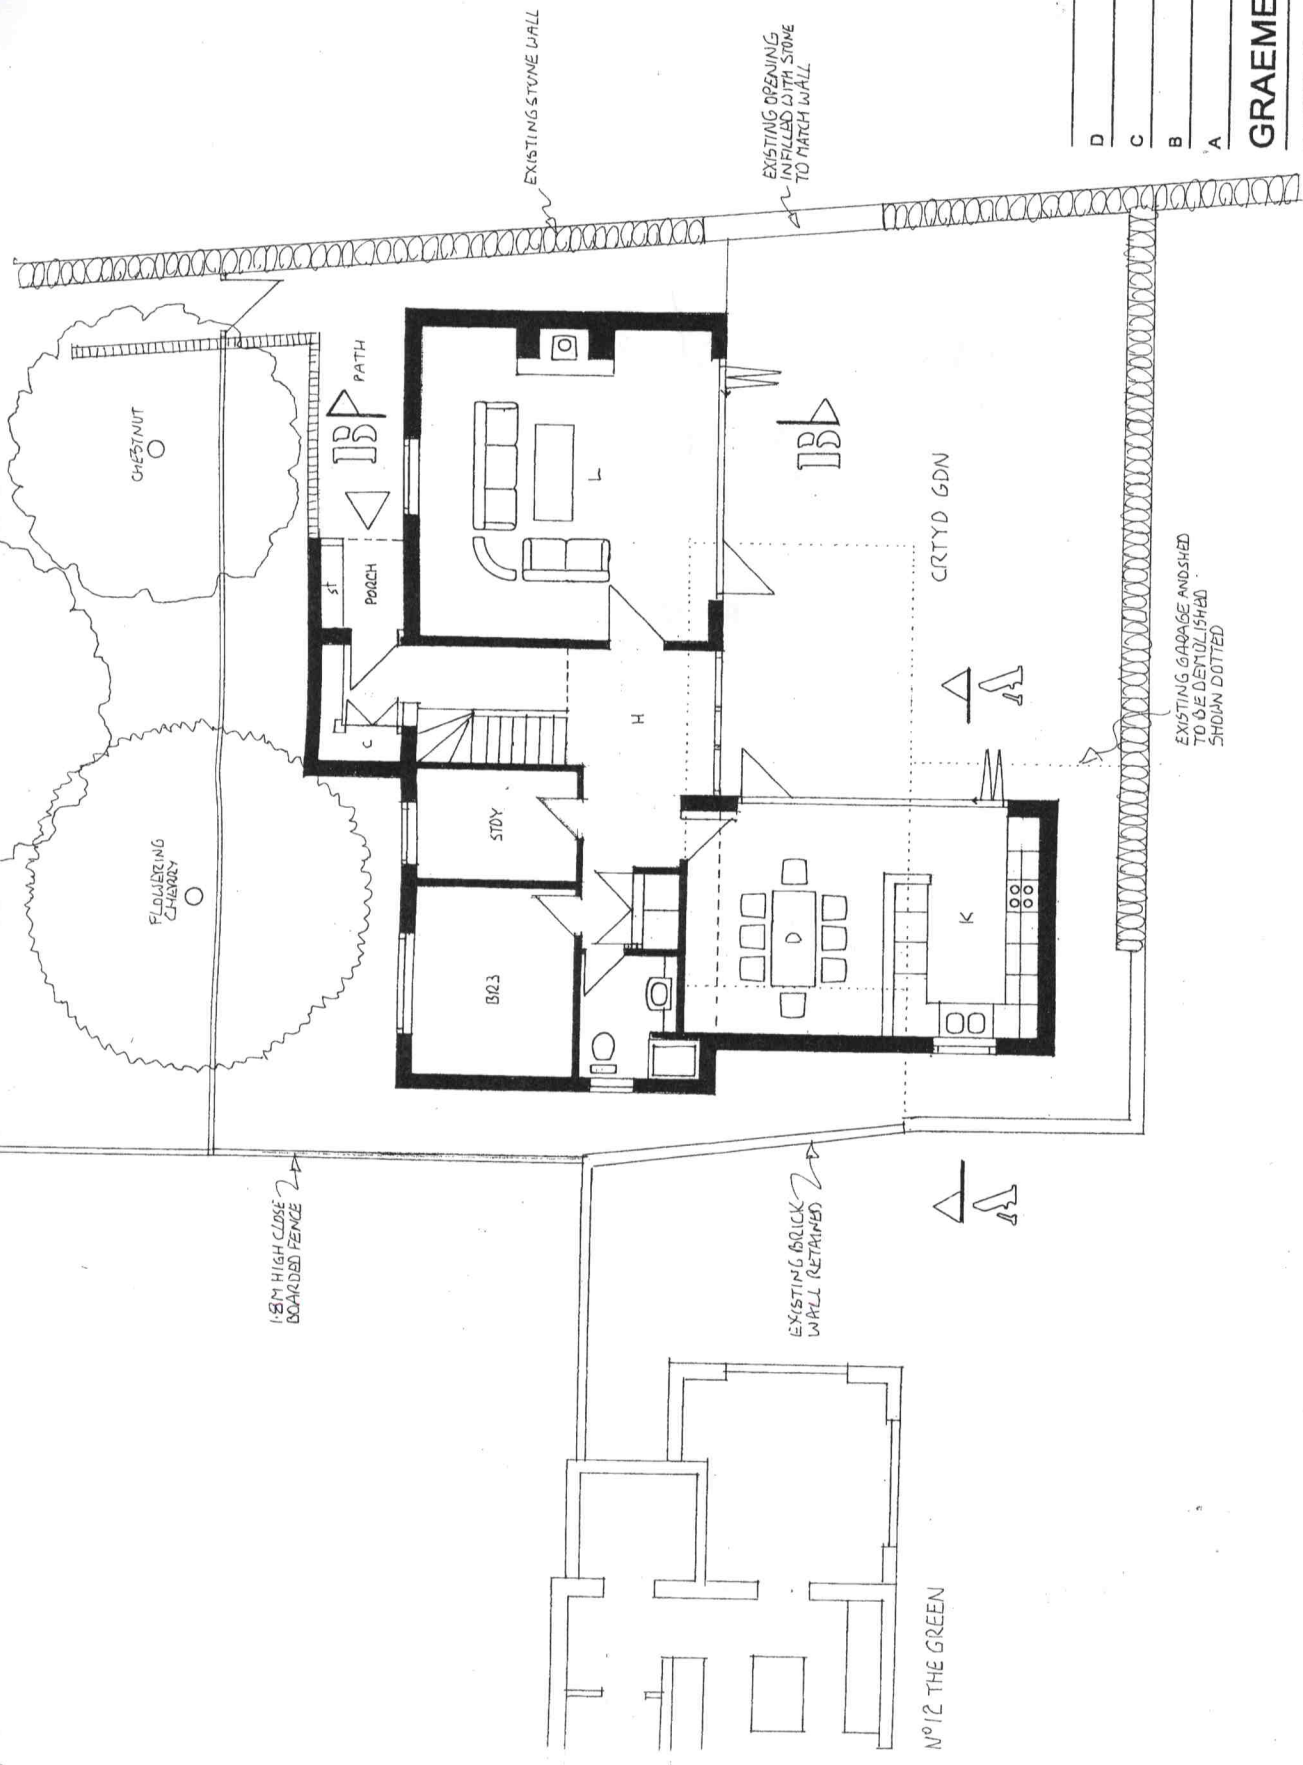 EXISTING STONE WALL
EXISTING OPENING
INFILLED WITH STONE
TO MATCH WALL
D
C
B
A
GRAEME
CHESTNUT
PATH
B
B
st
PORCH
L
CRTYD GDN
EXISTING GARAGE AND SHED
TO BE DEMOLISHED
SHOWN DOTTED
A
H
C
STDY
FLOWERING
CHERRY
BR3
D
K
1.8M HIGH CLOSE
BOARDED FENCE
EXISTING BRICK
WALL RETAINED
A
Nº12 THE GREEN